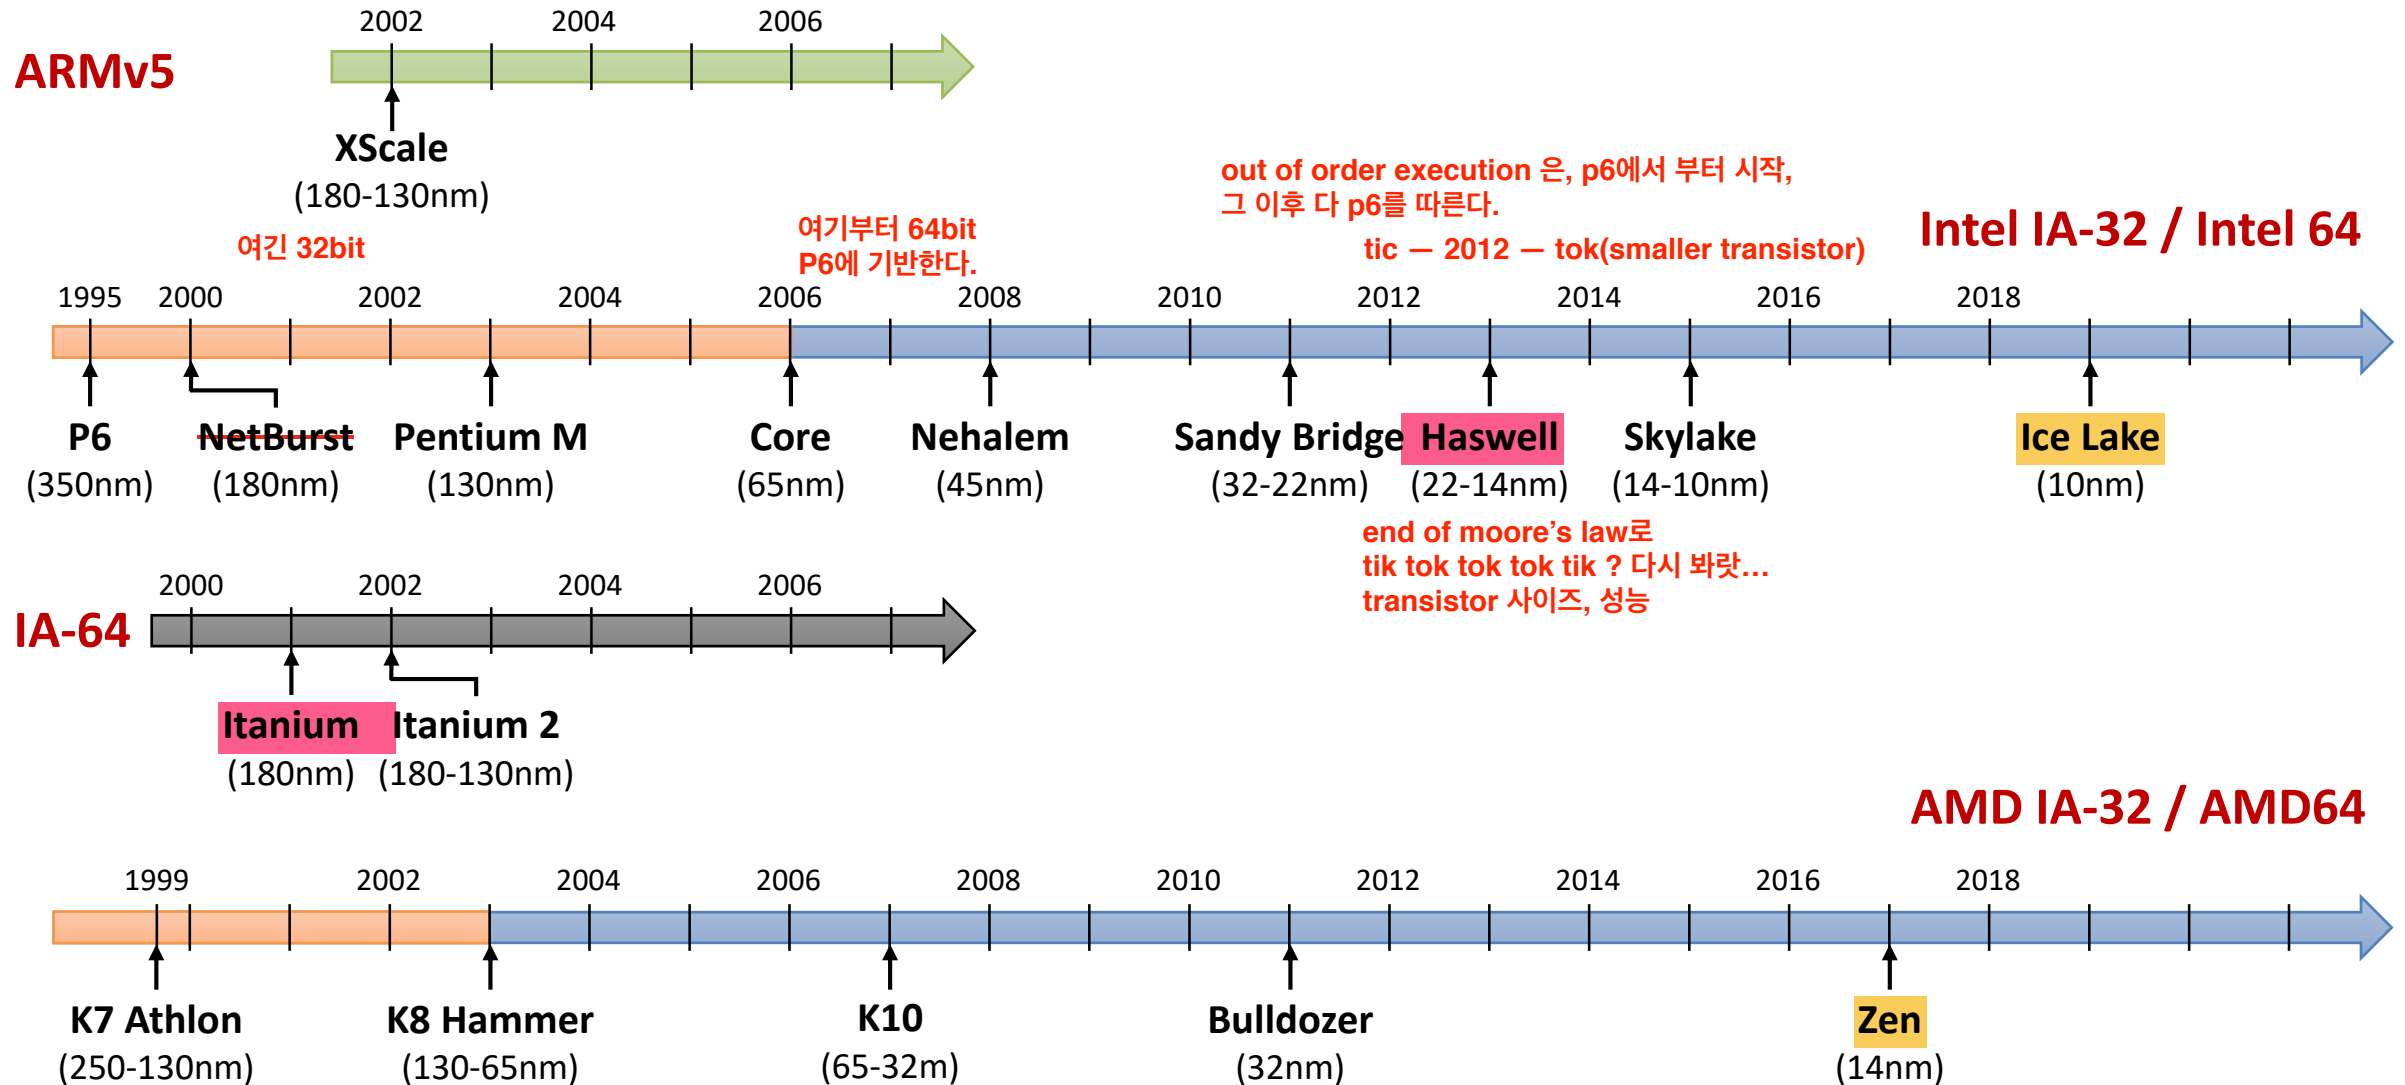 2002 2004 2006
ARMv5
XScale
(180-130nm)
out of order execution 은, p6에서 부터 시작,
그 이후 다 p6를 따른다.
여긴 32bit
여기부터 64bit
P6에 기반한다.
tic — 2012 — tok(smaller transistor)
Intel IA-32 / Intel 64
1995 2000 2002 2004 2006 2008 2010 2012 2014 2016 2018
P6 NetBurst Pentium M Core Nehalem Sandy Bridge Haswell Skylake Ice Lake
(350nm) (180nm) (130nm) (65nm) (45nm) (32-22nm) (22-14nm) (14-10nm) (10nm)
end of moore’s law로
tik tok tok tok tik ? 다시 봐랏...
transistor 사이즈, 성능
2000 2002 2004 2006
IA-64
Itanium Itanium 2
(180nm) (180-130nm)
AMD IA-32 / AMD64
1999 2002 2004 2006 2008 2010 2012 2014 2016 2018
K7 Athlon K8 Hammer K10 Bulldozer Zen
(250-130nm) (130-65nm) (65-32m) (32nm) (14nm)